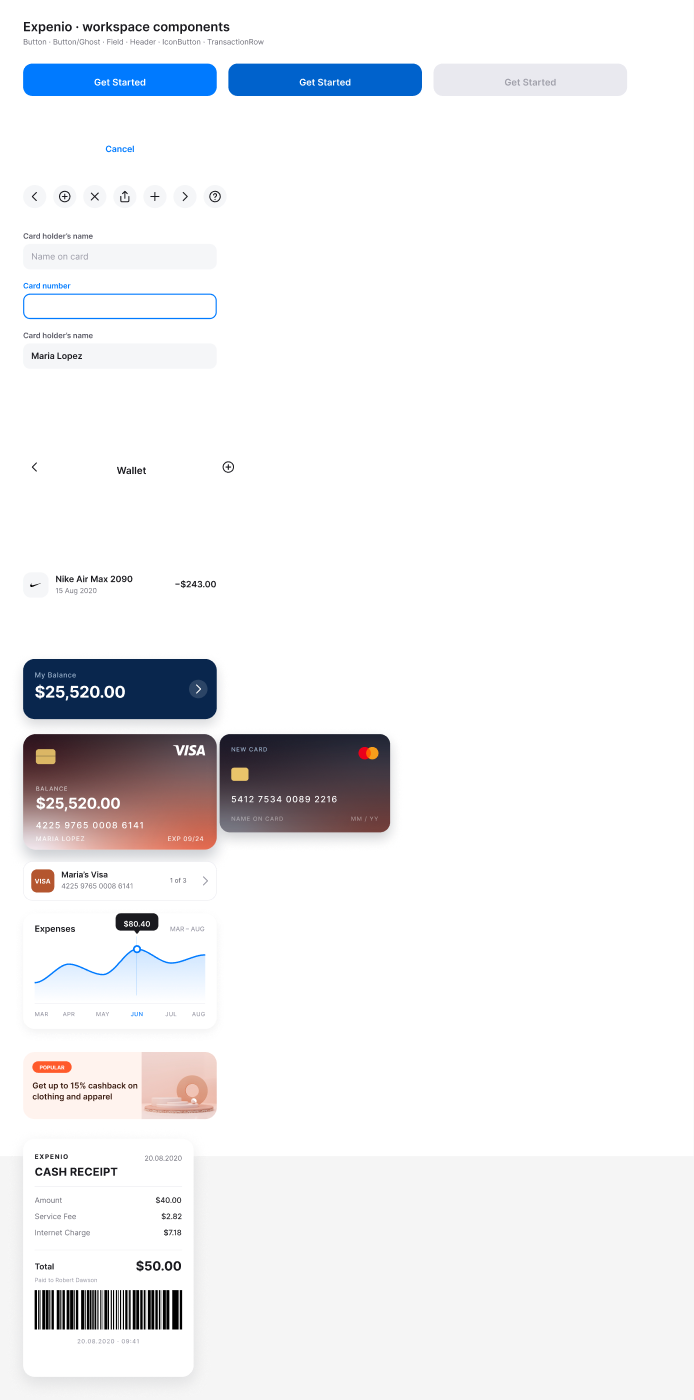 Expenio · workspace components
Button · Button/Ghost · Field · Header · IconButton · TransactionRow
Get Started
Get Started
Get Started
Cancel
Card holder's name
Name on card
Card number
Card holder's name
Maria Lopez
Wallet
Nike Air Max 2090
15 Aug 2020
−$243.00
My Balance
$25,520.00
VISA
BALANCE
$25,520.00
4225 9765 0008 6141
MARIA LOPEZ
EXP 09/24
NEW CARD
5412 7534 0089 2216
NAME ON CARD
MM / YY
VISA
Maria's Visa
4225 9765 0008 6141
1 of 3
Expenses
$80.40
MAR – AUG
MAR APR MAY JUN JUL AUG
POPULAR
Get up to 15% cashback on
clothing and apparel
EXPENIO
20.08.2020
CASH RECEIPT
Amount $40.00
Service Fee $2.82
Internet Charge $7.18
Total $50.00
Paid to Robert Dawson
20.08.2020 · 09:41